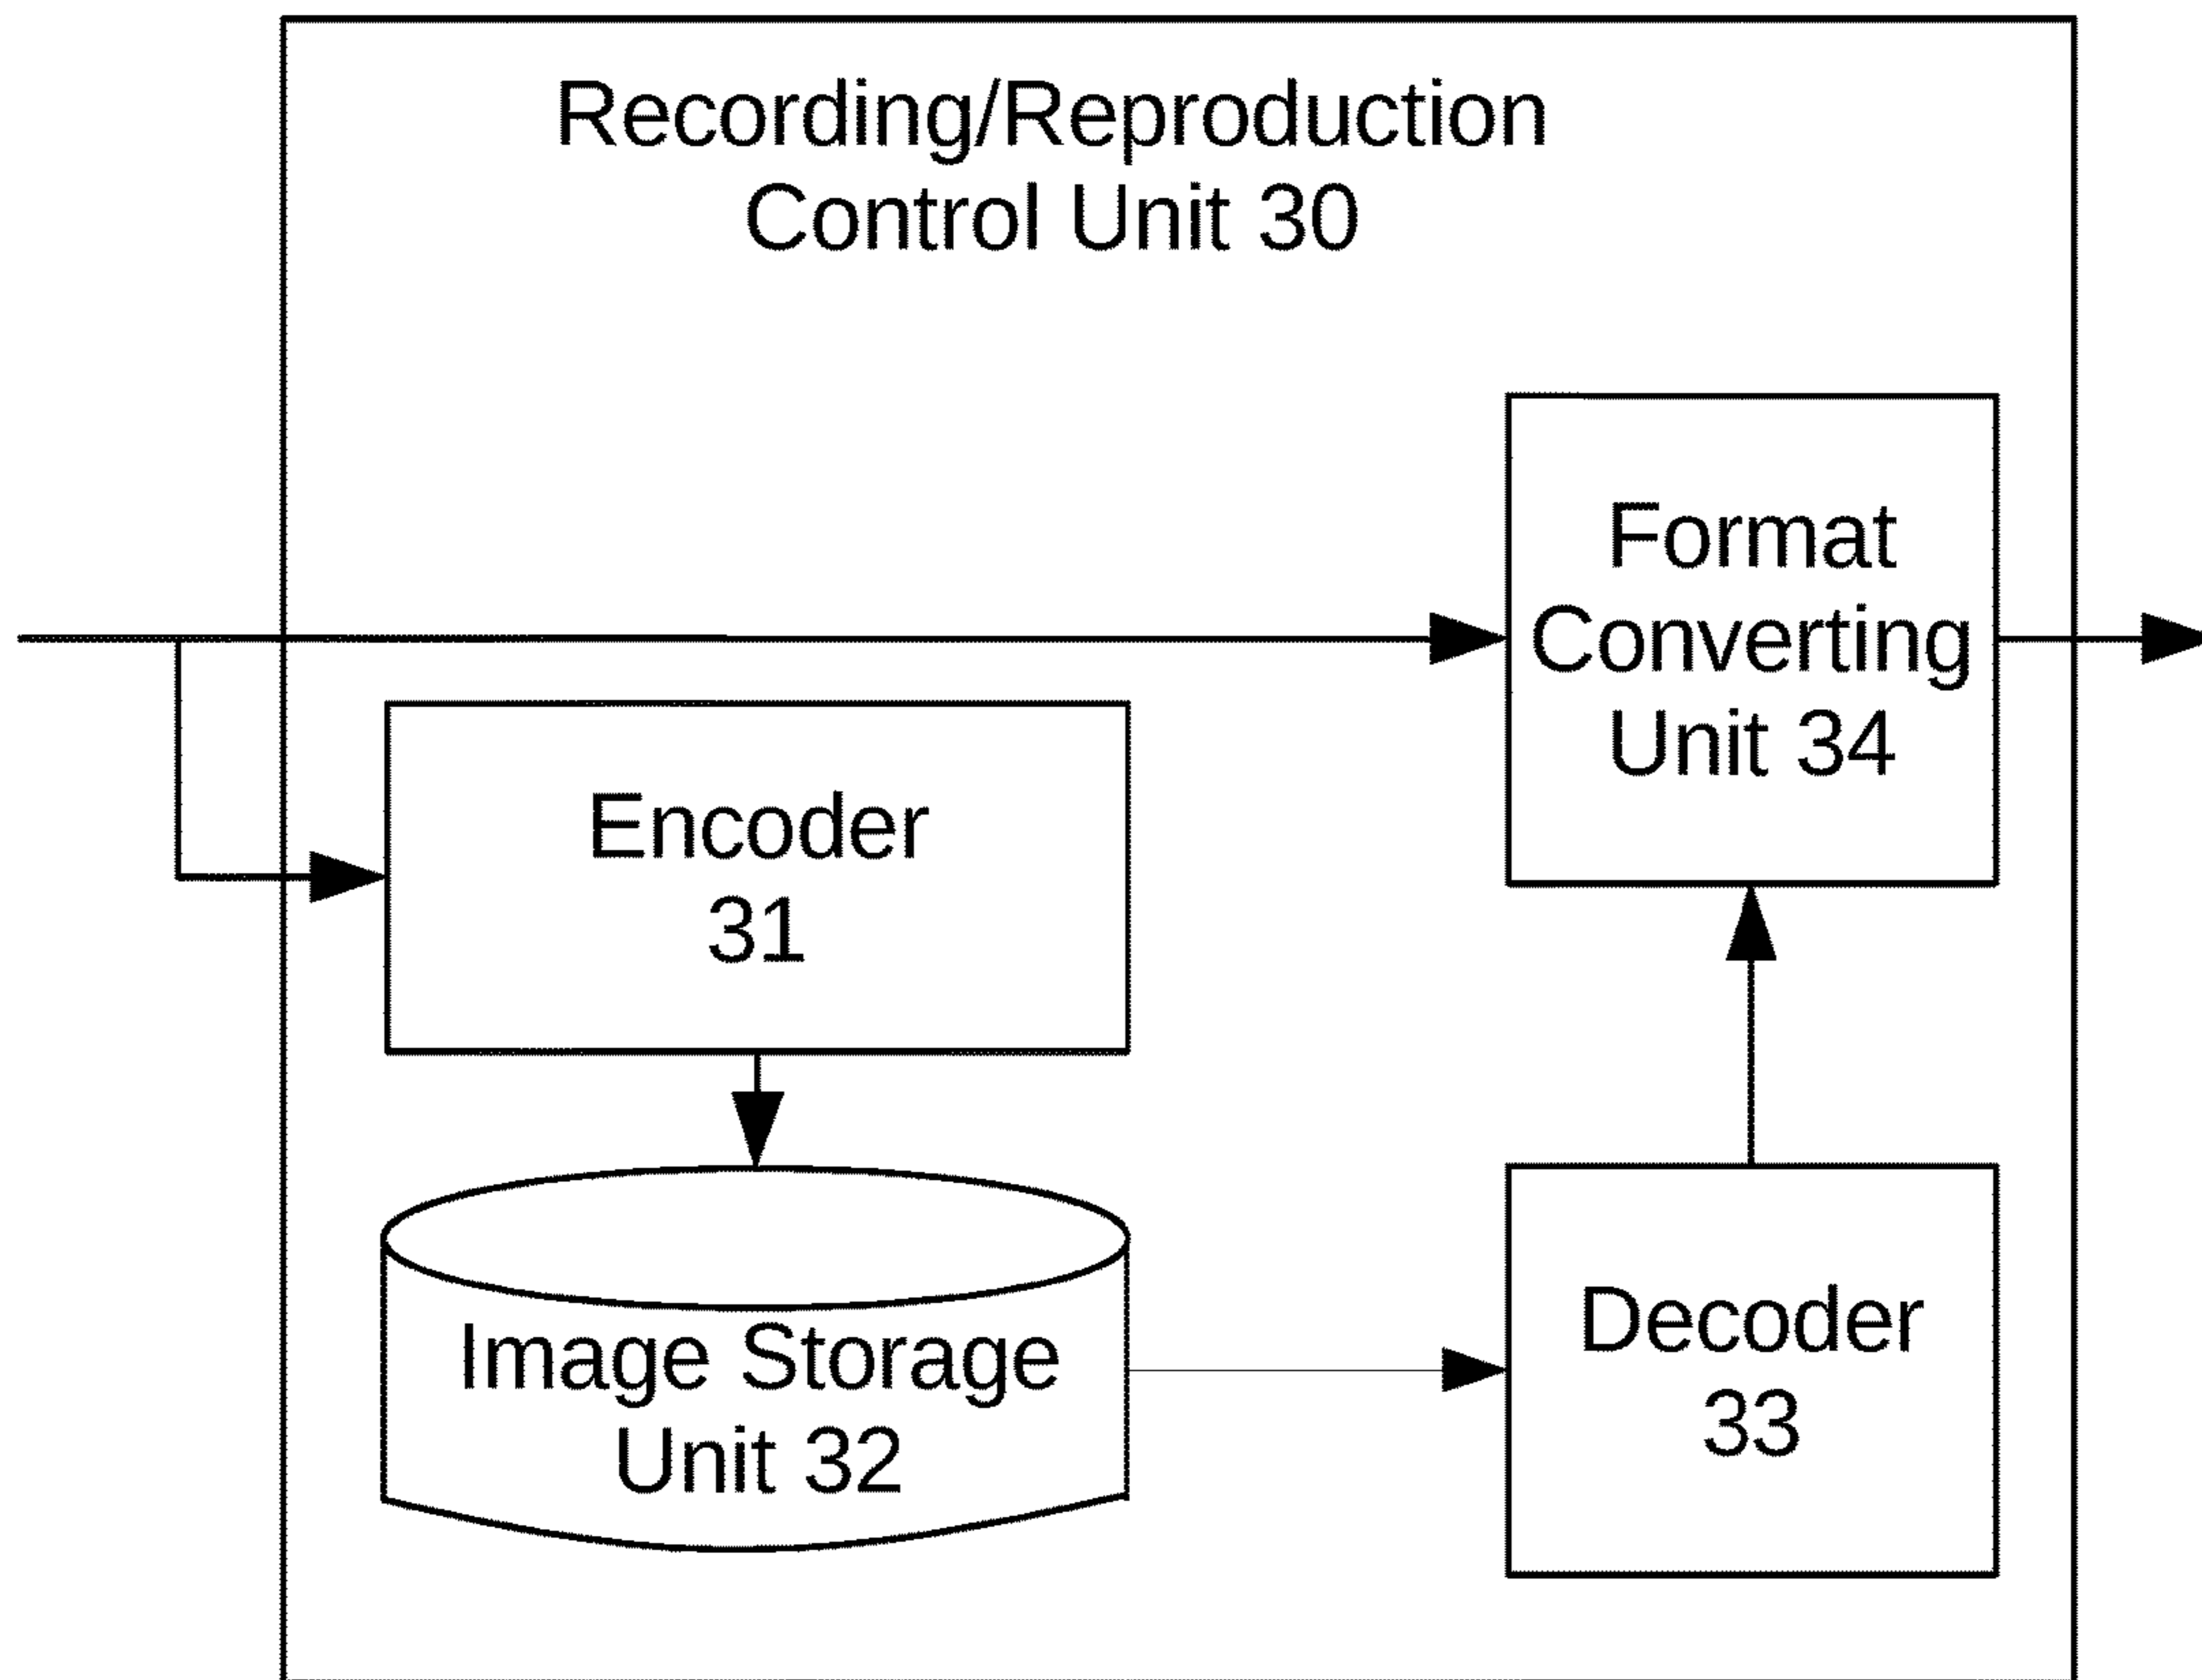 Recording/Reproduction
Control Unit 30
Format
Converting
Unit 34
Encoder
31
Image Storage
Unit 32
Decoder
33